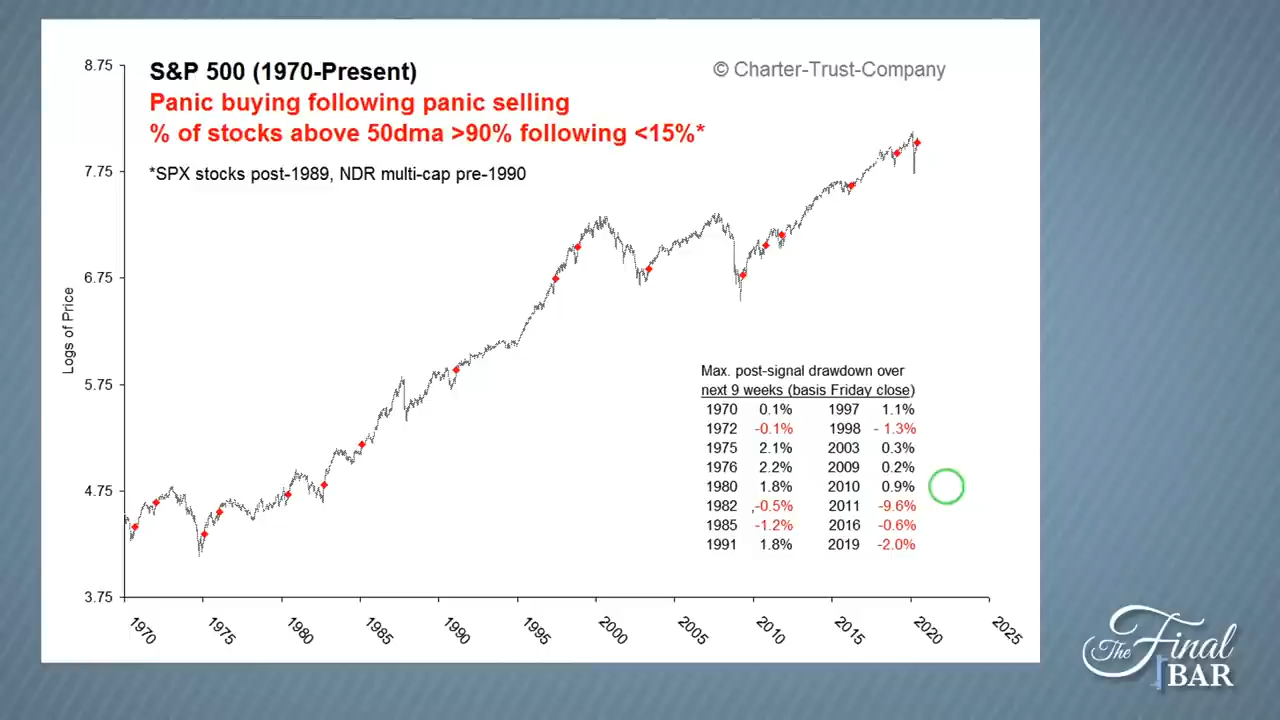 S&P 500 (1970-Present)
© Charter-Trust-Company
Panic buying following panic selling
% of stocks above 50dma >90% following <15%*
*SPX stocks post-1989, NDR multi-cap pre-1990
8.75
7.75
6.75
5.75
4.75
3.75
Logs of Price
Max. post-signal drawdown over
next 9 weeks (basis Friday close)
1970 0.1% 1997 1.1%
1972 -0.1% 1998 - 1.3%
1975 2.1% 2003 0.3%
1976 2.2% 2009 0.2%
1980 1.8% 2010 0.9%
1982 -0.5% 2011 -9.6%
1985 -1.2% 2016 -0.6%
1991 1.8% 2019 -2.0%
1970 1975 1980 1985 1990 1995 2000 2005 2010 2015 2020 2025
The Final
BAR